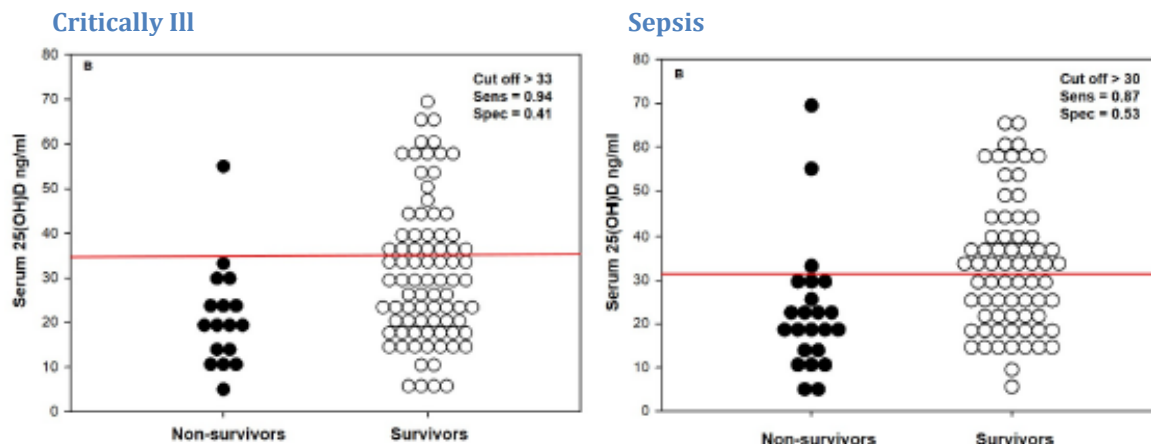 Critically Ill
B
Cut off > 33
Sens = 0.94
Spec = 0.41
Serum 25(OH)D ng/ml
80
70
60
50
40
30
20
10
0
Non-survivors Survivors
Sepsis
B
Cut off > 30
Sens = 0.87
Spec = 0.53
Serum 25(OH)D ng/ml
80
70
60
50
40
30
20
10
0
Non-survivors Survivors